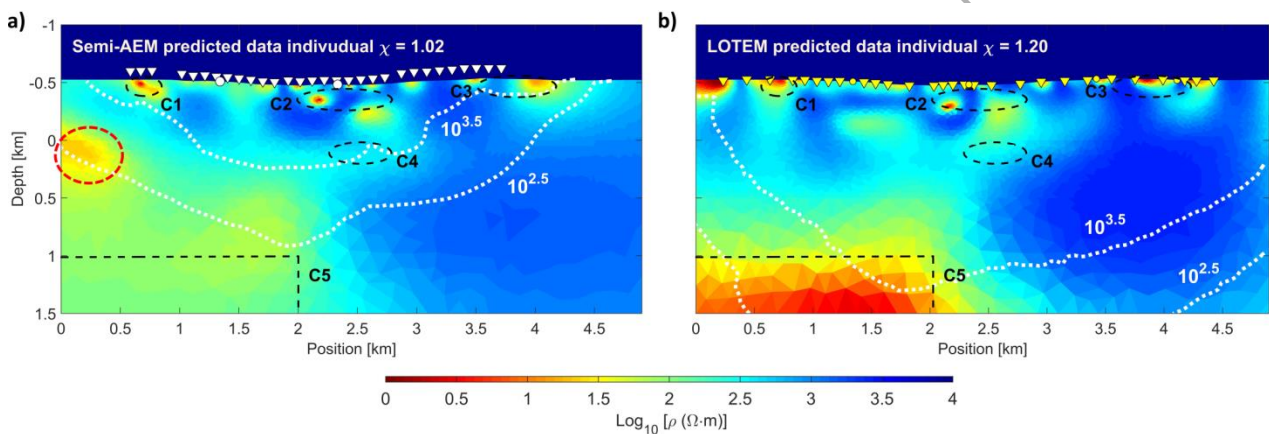 a)
Semi-AEM predicted data indivudual χ = 1.02
-1
-0.5
0
0.5
1
1.5
Depth [km]
C1
C2
C3
C4
C5
10^3.5
10^2.5
0 0.5 1 1.5 2 2.5 3 3.5 4 4.5
Position [km]
b)
LOTEM predicted data individual χ = 1.20
C1
C2
C3
C4
C5
10^3.5
10^2.5
0 0.5 1 1.5 2 2.5 3 3.5 4 4.5
Position [km]
0 0.5 1 1.5 2 2.5 3 3.5 4
Log10 [ρ (Ω·m)]